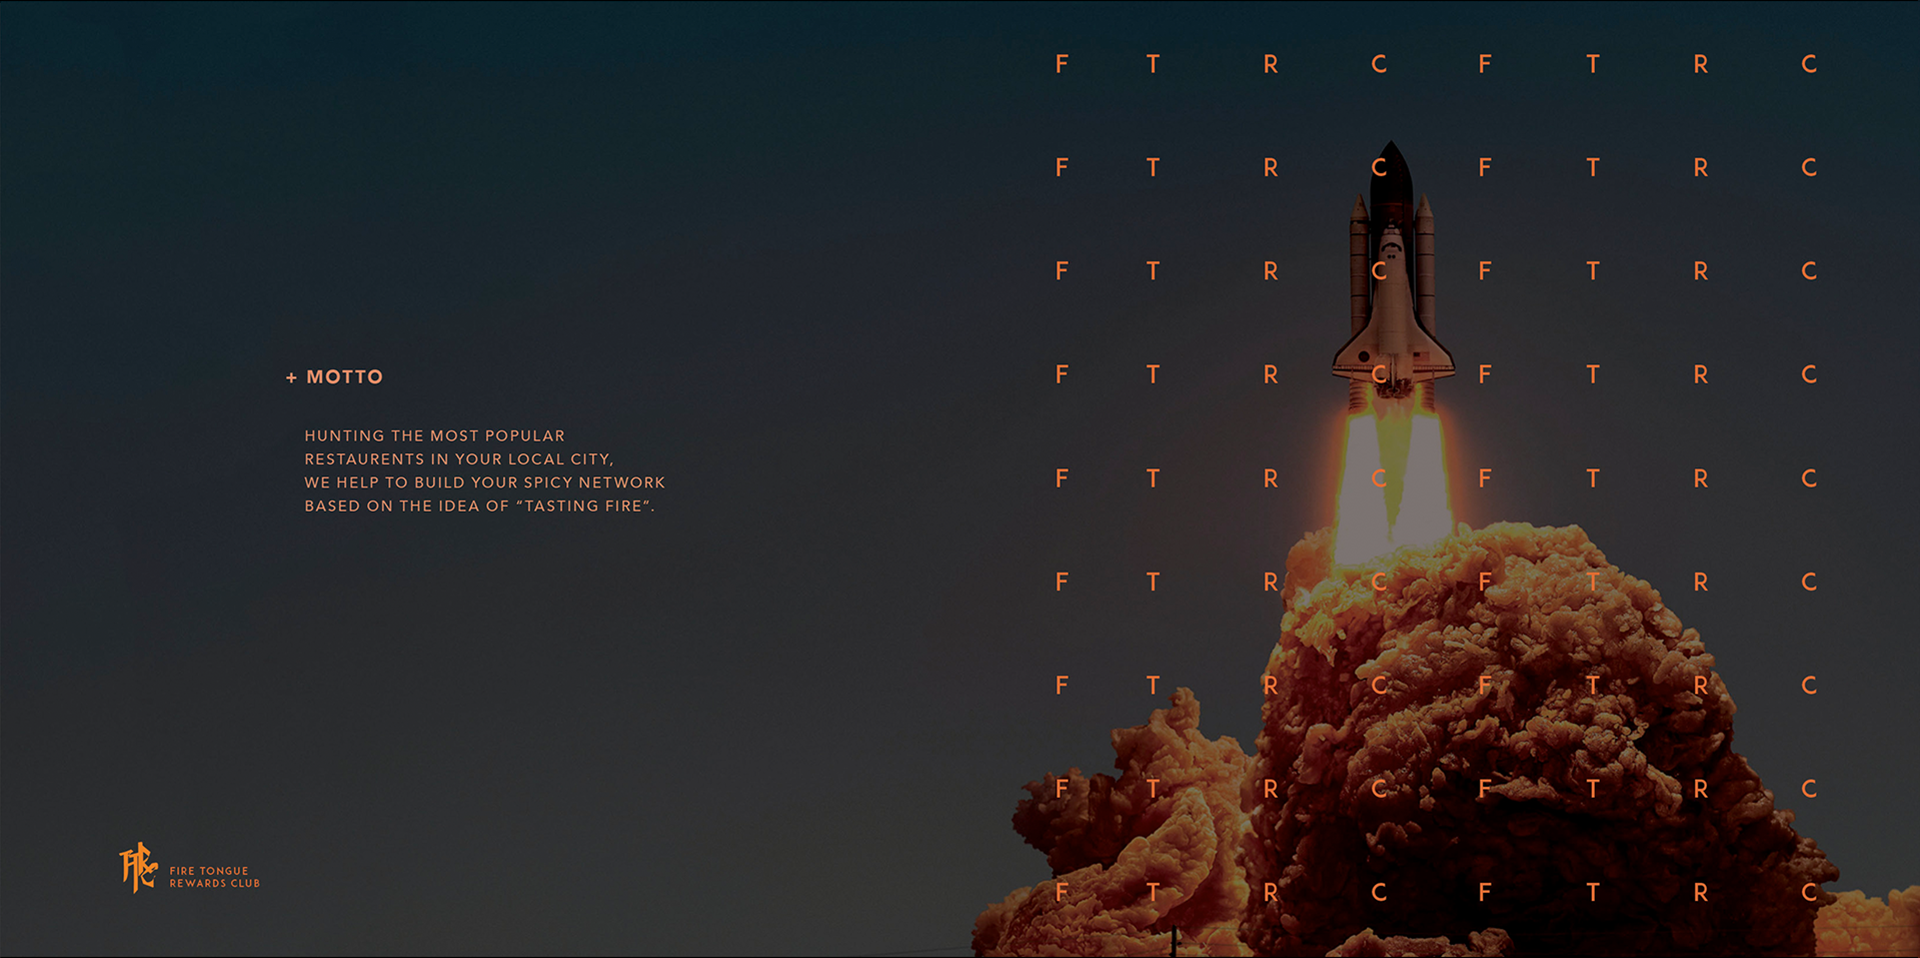 F T R C F T R C
F T R C F T R C
F T R C F T R C
+ MOTTO
F T R C F T R C
HUNTING THE MOST POPULAR
RESTAURENTS IN YOUR LOCAL CITY,
WE HELP TO BUILD YOUR SPICY NETWORK
BASED ON THE IDEA OF “TASTING FIRE”.
F T R C F T R C
F T R C F T R C
F T R C F T R C
F T R C F T R C
FTRC
FIRE TONGUE
REWARDS CLUB
F T R C F T R C